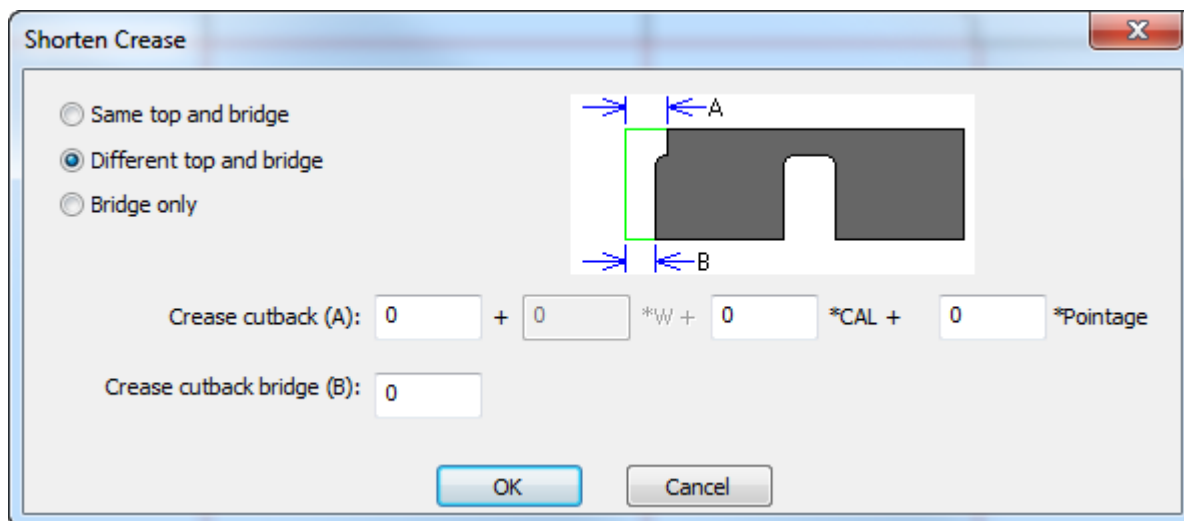 Shorten Crease
Same top and bridge
Different top and bridge
Bridge only
A
B
Crease cutback (A): 0 + 0 *W + 0 *CAL + 0 *Pointage
Crease cutback bridge (B): 0
OK Cancel